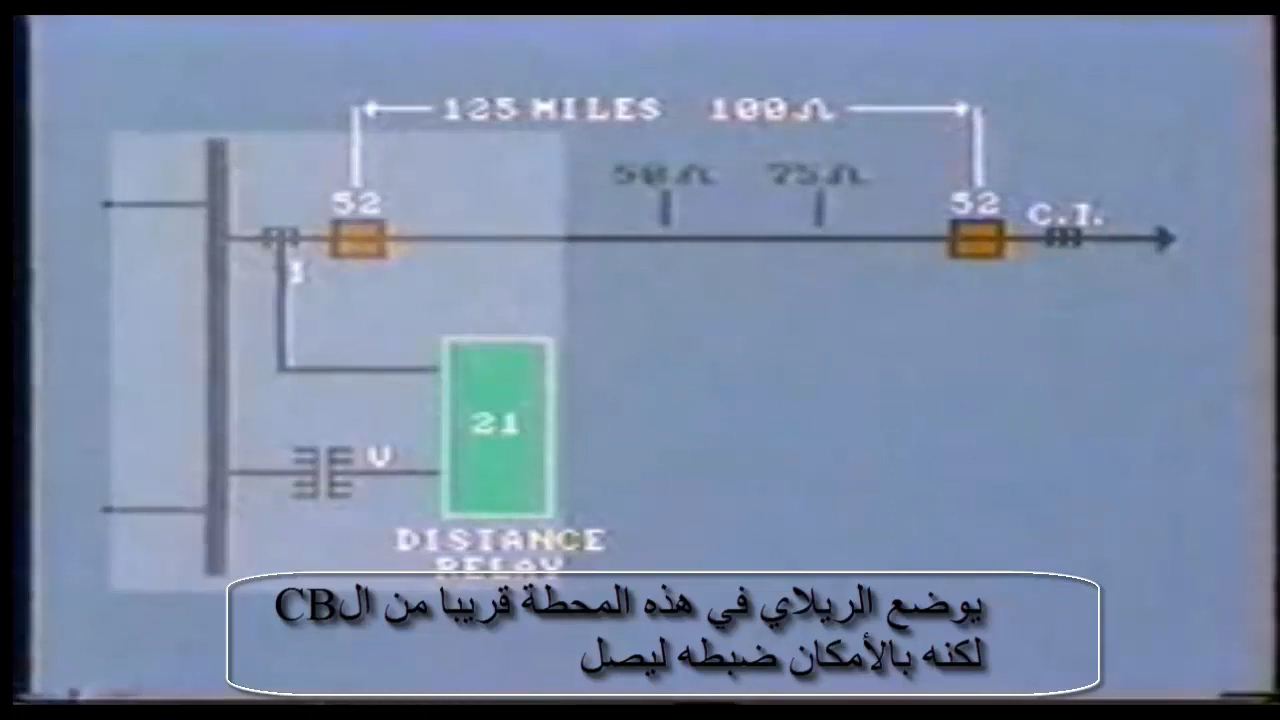 125 MILES 100Ω
50Ω 75Ω
52
52
C.T.
I
21
V
DISTANCE
RELAY
يوضع الريلاي في هذه المحطة قريبا من الCB
لكنه بالأمكان ضبطه ليصل